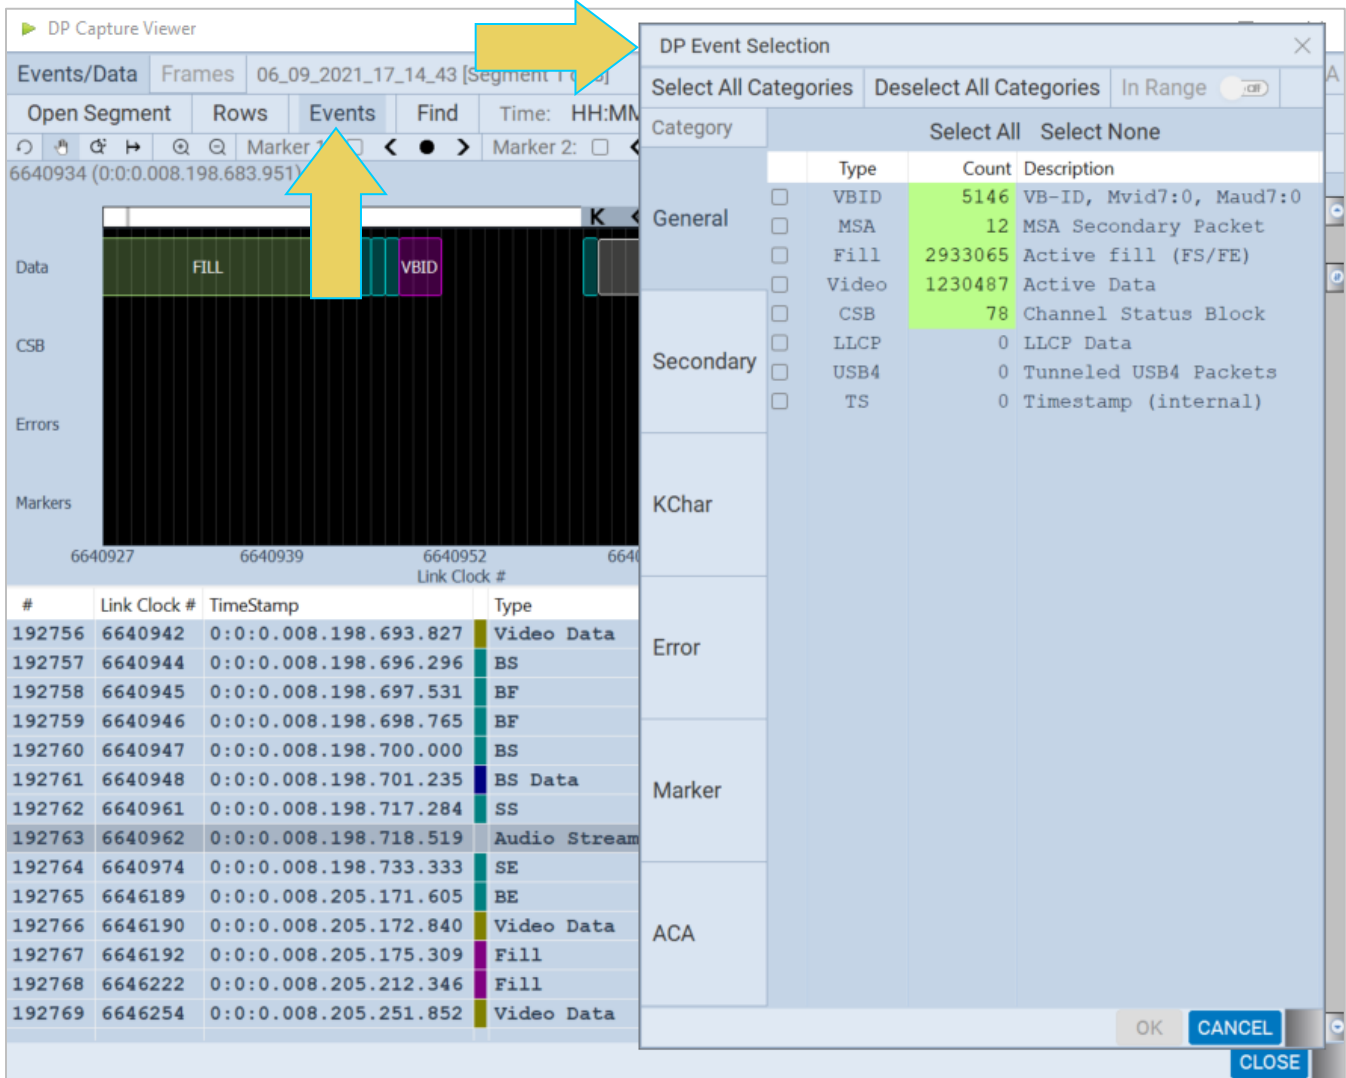 DP Capture Viewer
Events/Data Frames 06_09_2021_17_14_43 [Segment 1
Open Segment Rows Events Find Time: HH:MM
Marker Marker 2:
6640934 (0:0:0.008.198.683.951)
K
Data FILL VBID
CSB
Errors
Markers
6640927 6640939 6640952 664
Link Clock #
# Link Clock # TimeStamp Type
192756 6640942 0:0:0.008.198.693.827 Video Data
192757 6640944 0:0:0.008.198.696.296 BS
192758 6640945 0:0:0.008.198.697.531 BF
192759 6640946 0:0:0.008.198.698.765 BF
192760 6640947 0:0:0.008.198.700.000 BS
192761 6640948 0:0:0.008.198.701.235 BS Data
192762 6640961 0:0:0.008.198.717.284 SS
192763 6640962 0:0:0.008.198.718.519 Audio Stream
192764 6640974 0:0:0.008.198.733.333 SE
192765 6646189 0:0:0.008.205.171.605 BE
192766 6646190 0:0:0.008.205.172.840 Video Data
192767 6646192 0:0:0.008.205.175.309 Fill
192768 6646222 0:0:0.008.205.212.346 Fill
192769 6646254 0:0:0.008.205.251.852 Video Data
DP Event Selection
Select All Categories Deselect All Categories In Range Off
Category Select All Select None
Type Count Description
VBID 5146 VB-ID, Mvid7:0, Maud7:0
MSA 12 MSA Secondary Packet
Fill 2933065 Active fill (FS/FE)
Video 1230487 Active Data
CSB 78 Channel Status Block
LLCP 0 LLCP Data
USB4 0 Tunneled USB4 Packets
TS 0 Timestamp (internal)
General
Secondary
KChar
Error
Marker
ACA
OK CANCEL
CLOSE
A